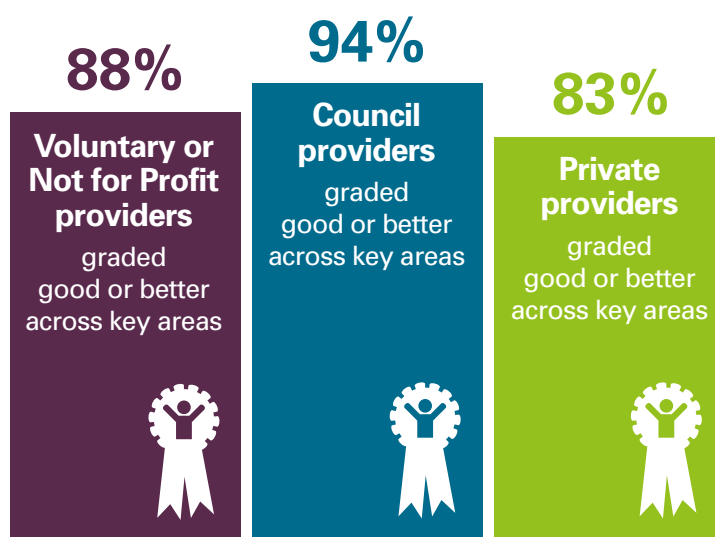 88%
Voluntary or
Not for Profit
providers
graded
good or better
across key areas
94%
Council
providers
graded
good or better
across key areas
83%
Private
providers
graded
good or better
across key areas